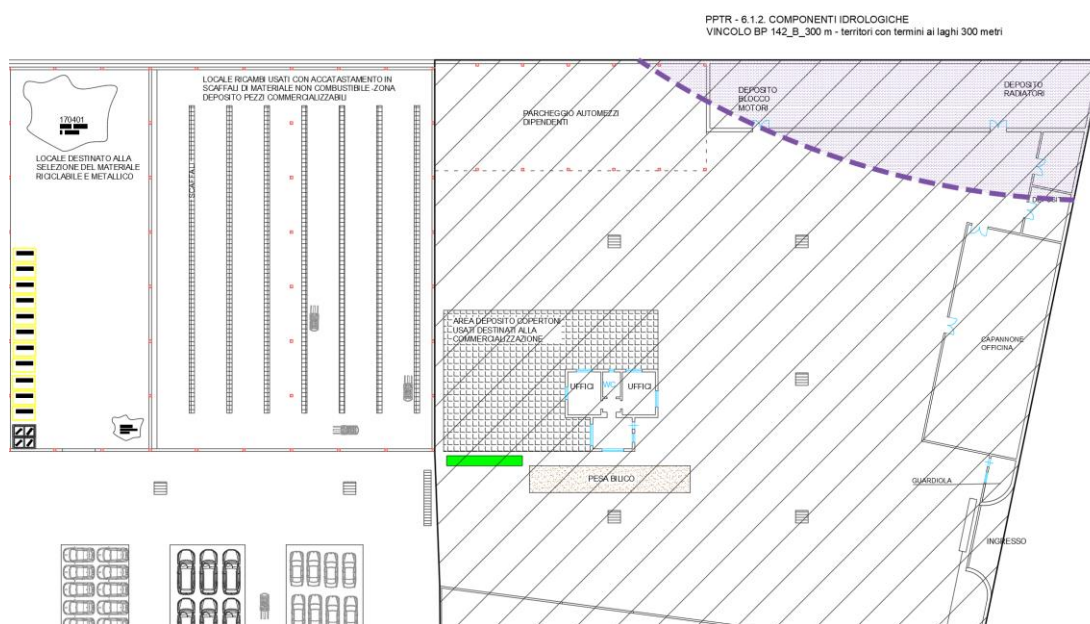 PPTR - 6.1.2. COMPONENTI IDROLOGICHE
VINCOLO BP 142_B_300 m - territori con termini ai laghi 300 metri
LOCALE RICAMBI USATI CON ACCATASTAMENTO IN
SCAFFALI DI MATERIALE NON COMBUSTIBILE -ZONA
DEPOSITO PEZZI COMMERCIALIZZABILI
170401
LOCALE DESTINATO ALLA
SELEZIONE DEL MATERIALE
RICICLABILE E METALLICO
SCAFFALI
PARCHEGGIO AUTOMEZZI
DIPENDENTI
DEPOSITO
BLOCCO
MOTORI
DEPOSITO
RADIATORI
AREA DEPOSITO COPERTONI
USATI DESTINATI ALLA
COMMERCIALIZZAZIONE
UFFICI
WC
UFFICI
CAPANNONE
OFFICINA
PESA BILICO
GUARDIOLA
INGRESSO